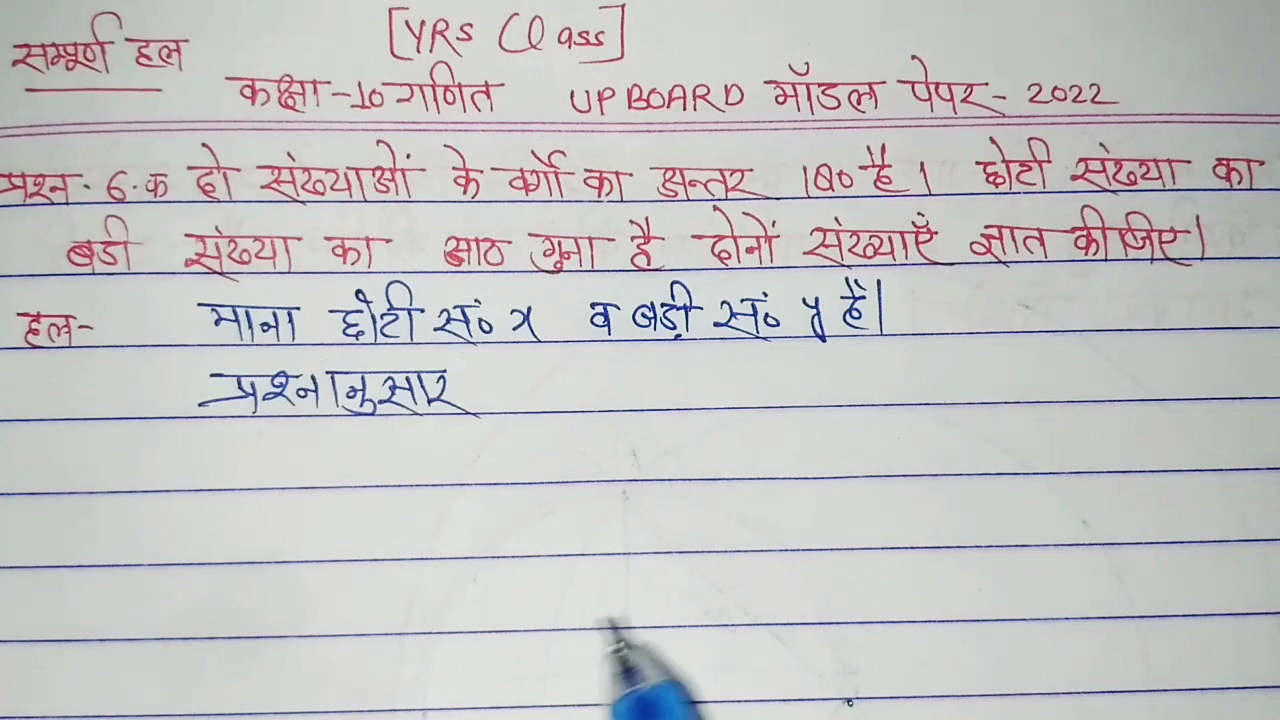 [YRS Class]
सम्पूर्ण हल
कक्षा-10 गणित UP BOARD मॉडल पेपर- 2022
प्रश्न. 6. क दो संख्याओं के वर्गों का अन्तर 180 है। छोटी संख्या का
बडी संख्या का आठ गुना है दोनों संख्याएँ ज्ञात कीजिए।
हल- माना छोटी सं० x व बड़ी सं० y है।
प्रश्नानुसार